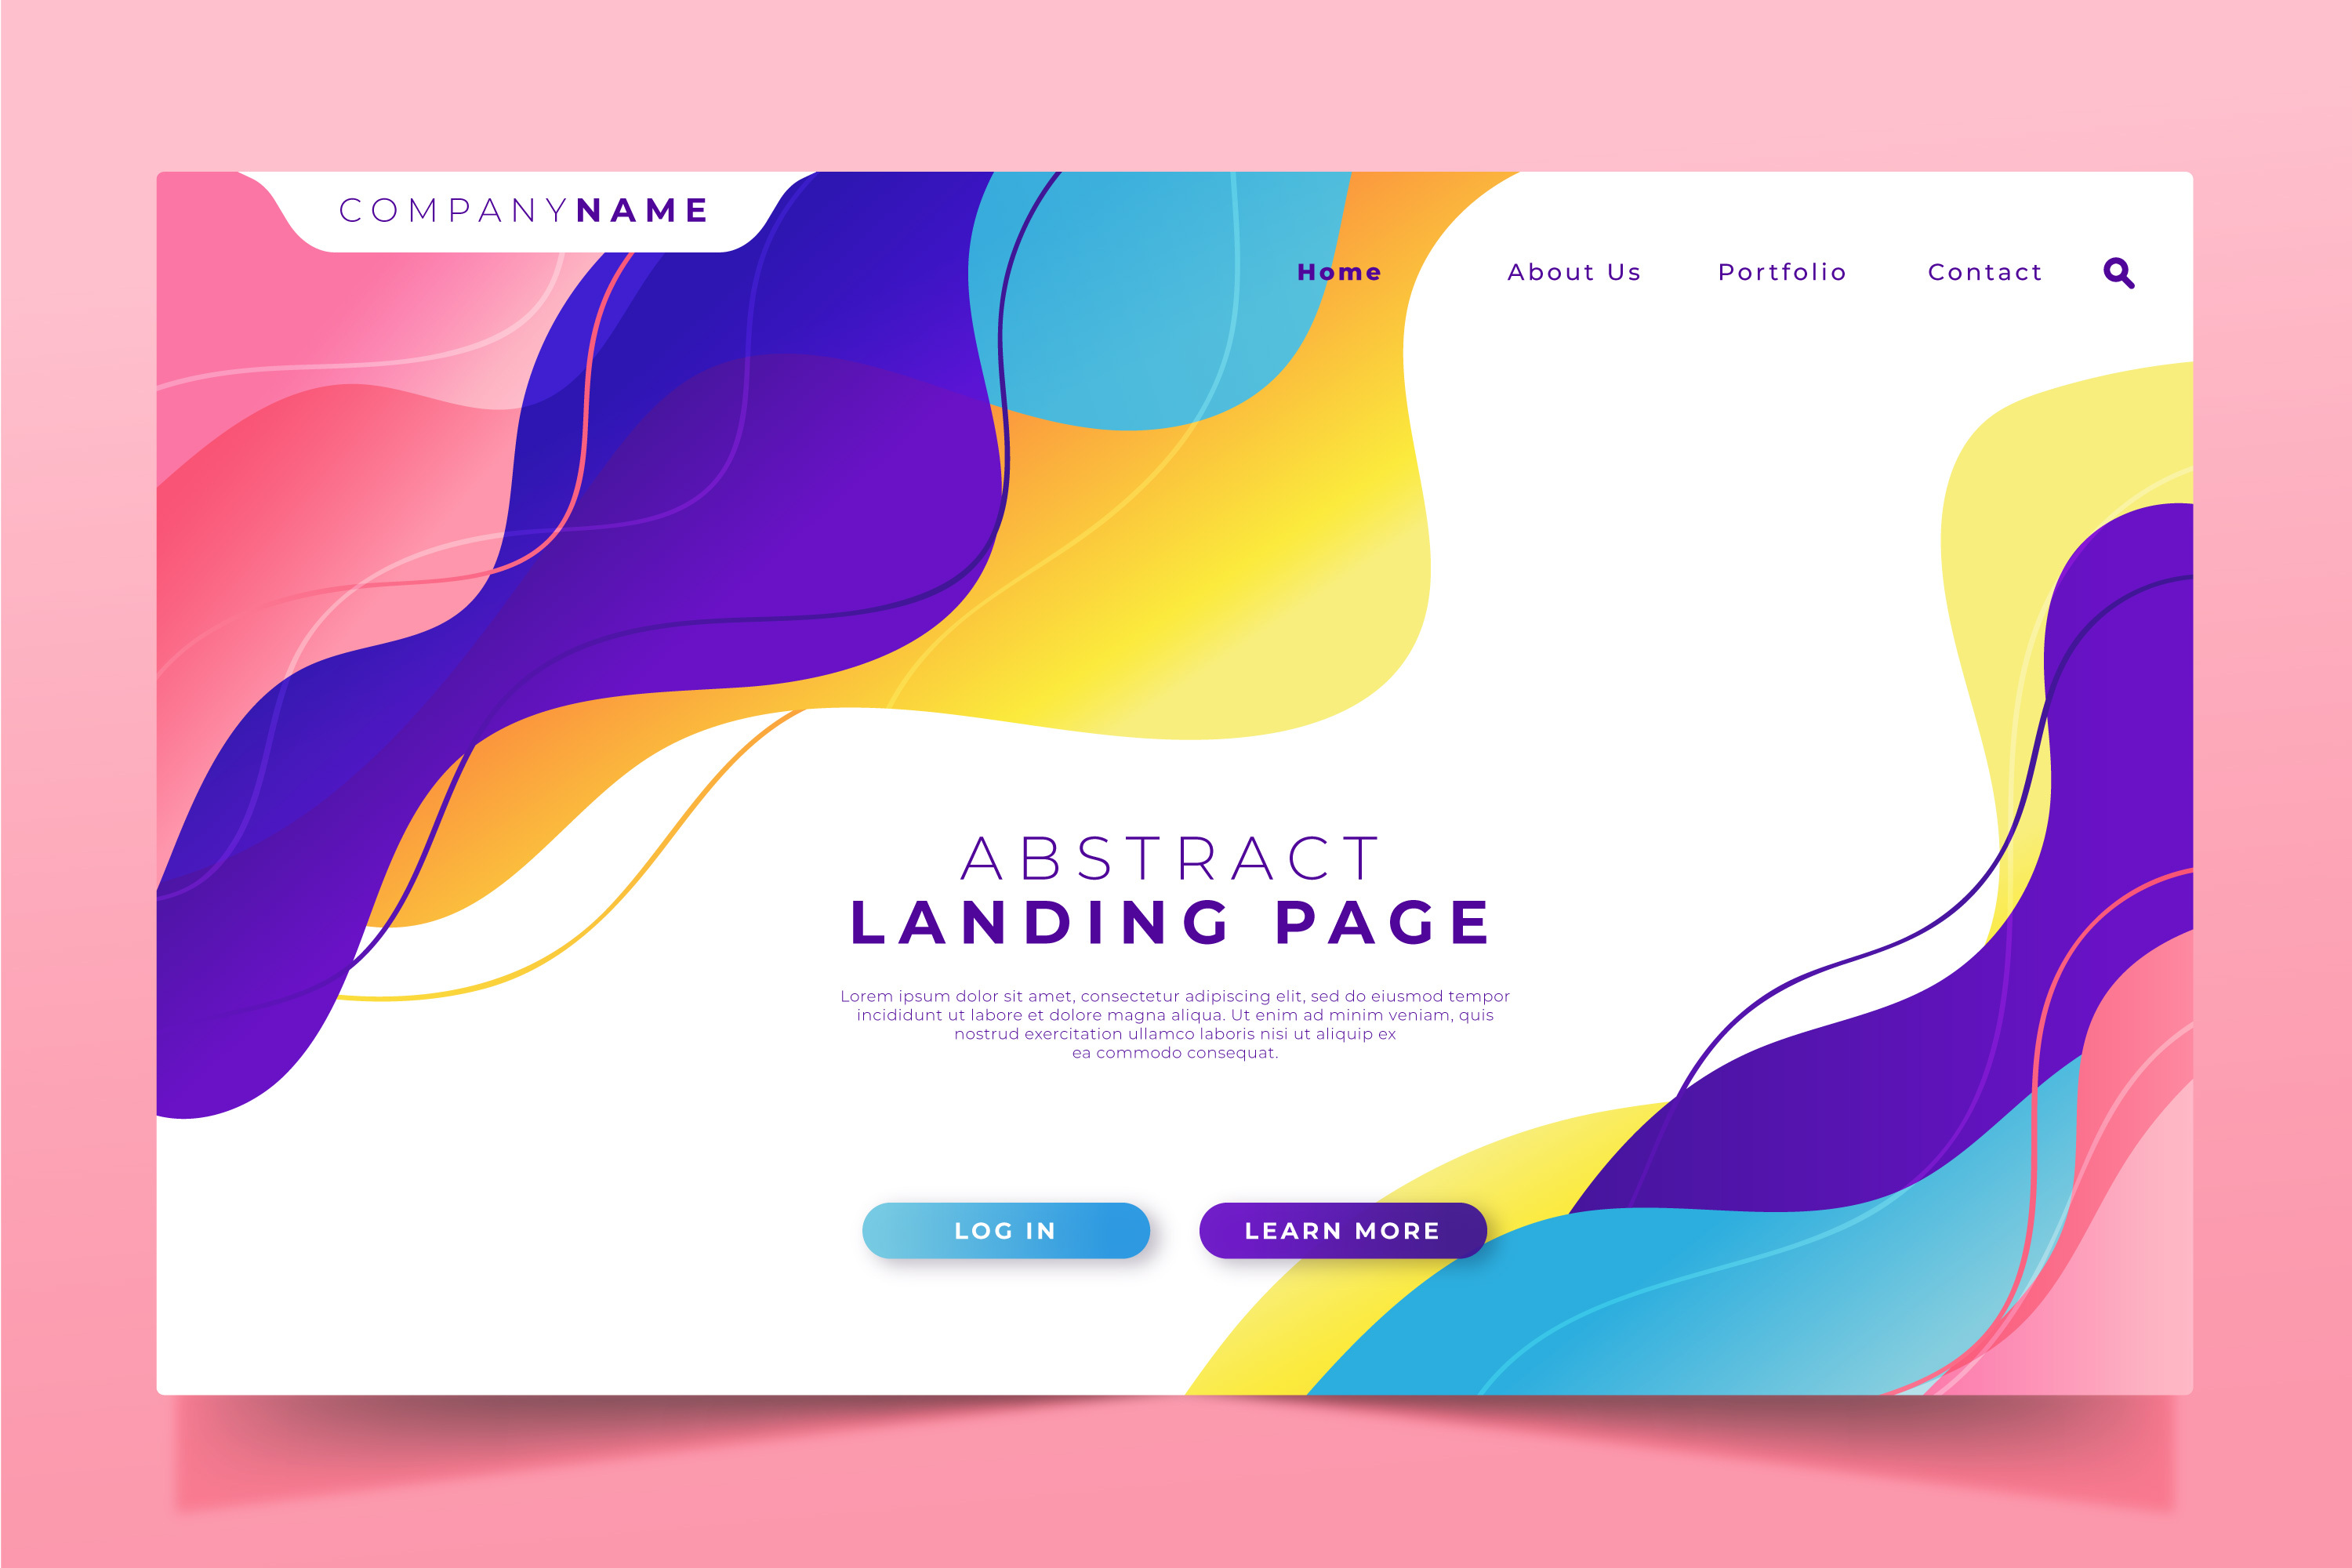 COMPANYNAME
Home About Us Portfolio Contact
ABSTRACT
LANDING PAGE
Lorem ipsum dolor sit amet, consectetur adipiscing elit, sed do eiusmod tempor
incididunt ut labore et dolore magna aliqua. Ut enim ad minim veniam, quis
nostrud exercitation ullamco laboris nisi ut aliquip ex
ea commodo consequat.
LOG IN LEARN MORE